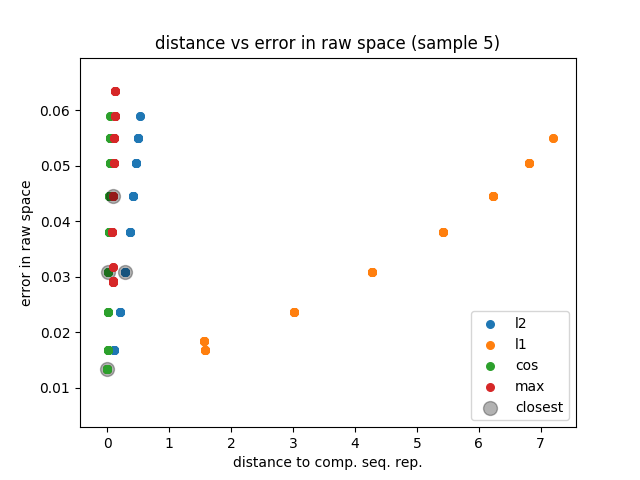 distance vs error in raw space (sample 5)
0.06
0.05
0.04
0.03
0.02
0.01
error in raw space
l2
l1
cos
max
closest
0 1 2 3 4 5 6 7
distance to comp. seq. rep.